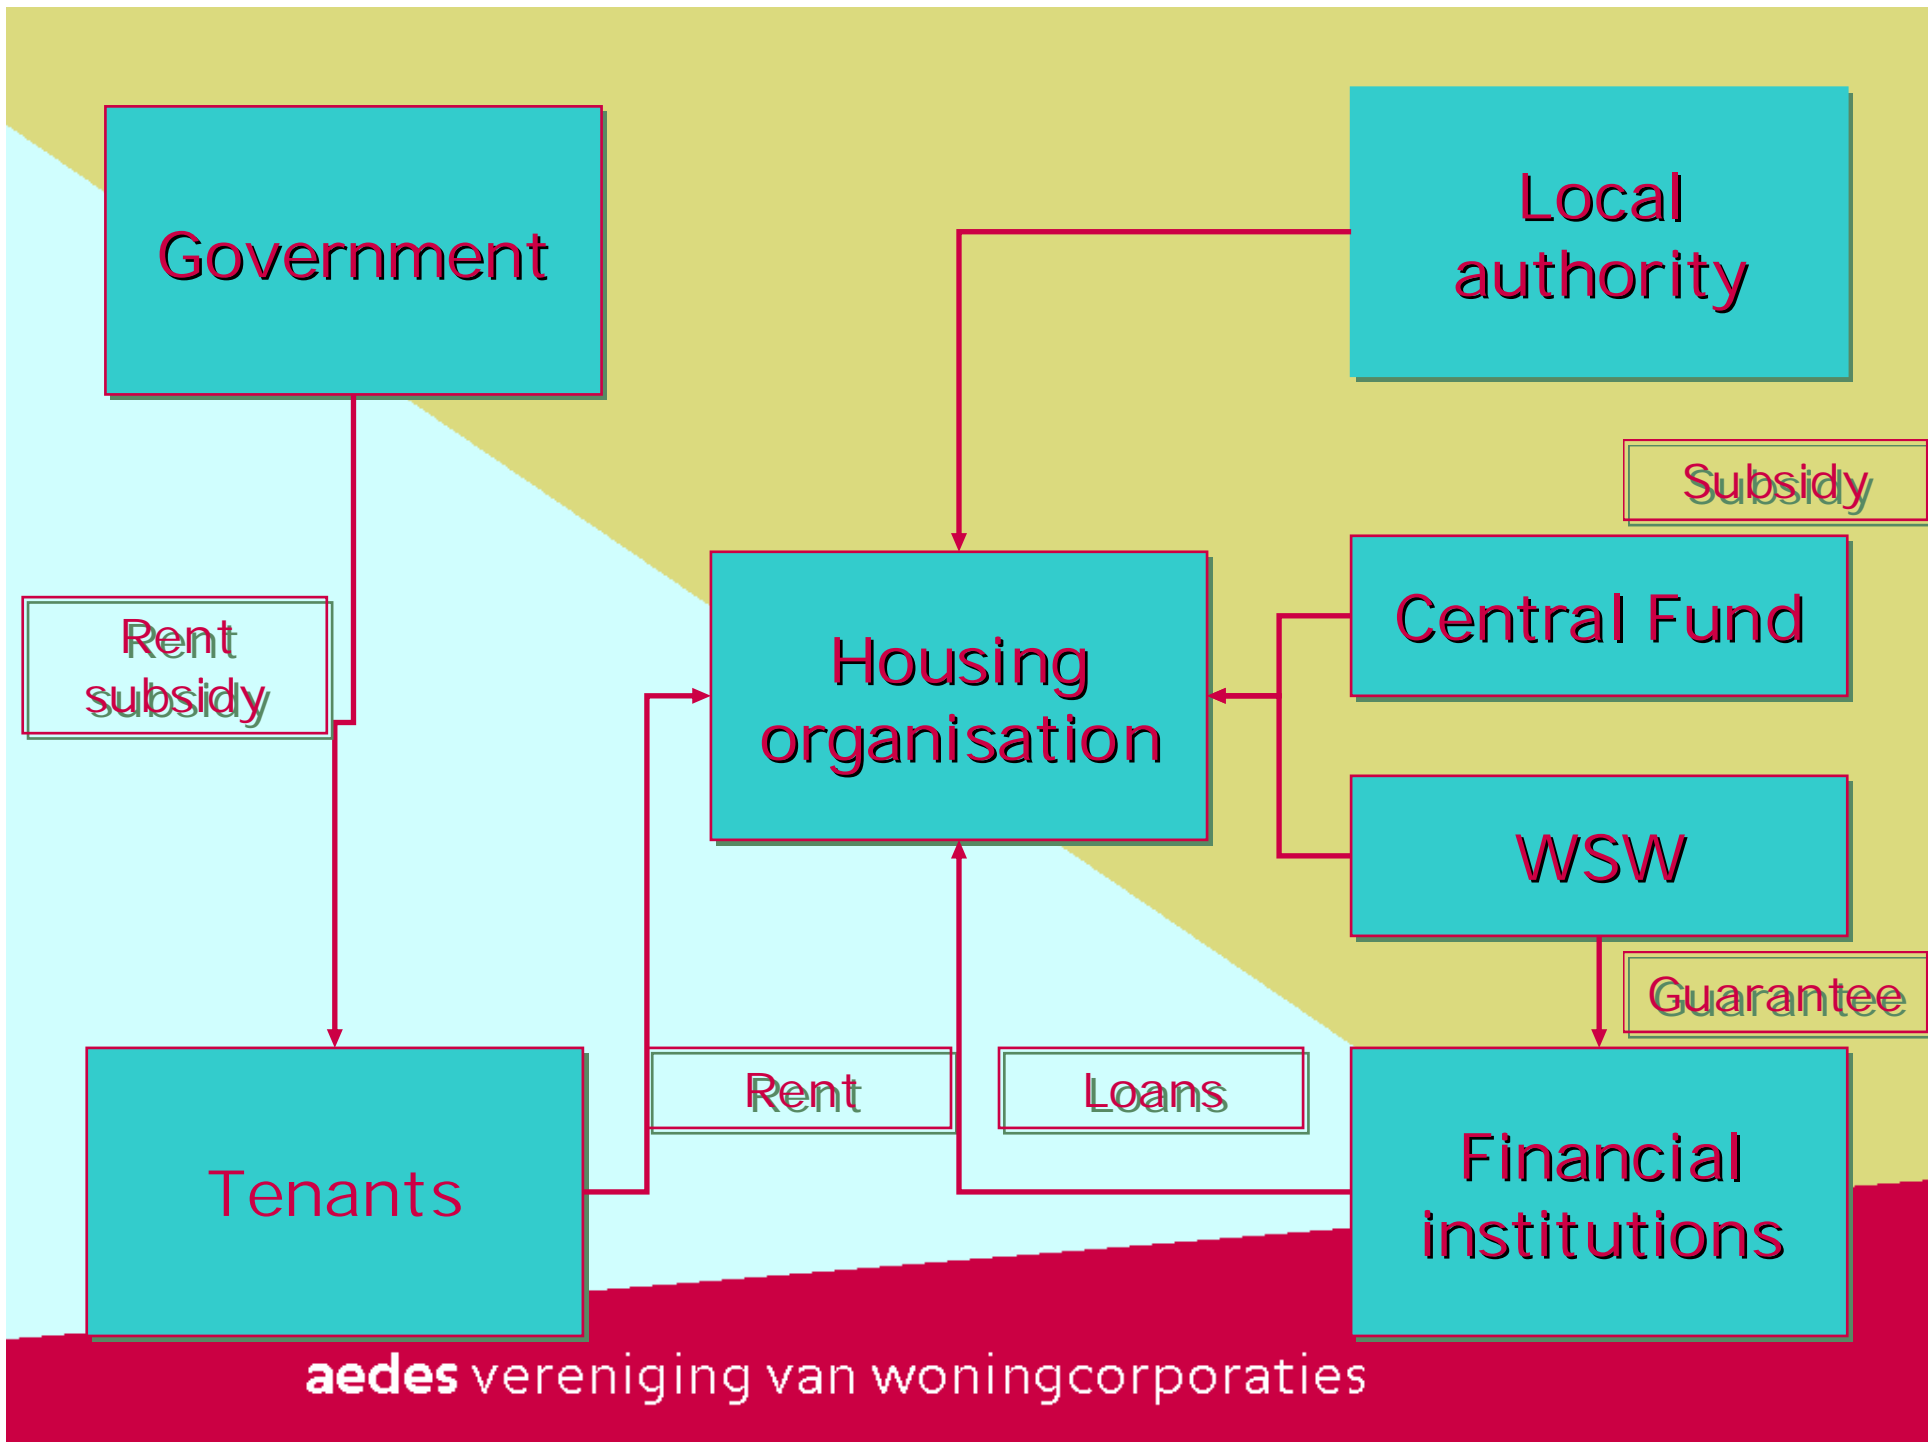 Government
Local
authority
Subsidy
Central Fund
Rent
subsidy
Housing
organisation
WSW
Guarantee
Rent
Loans
Tenants
Financial
institutions
aedes vereniging van woningcorporaties